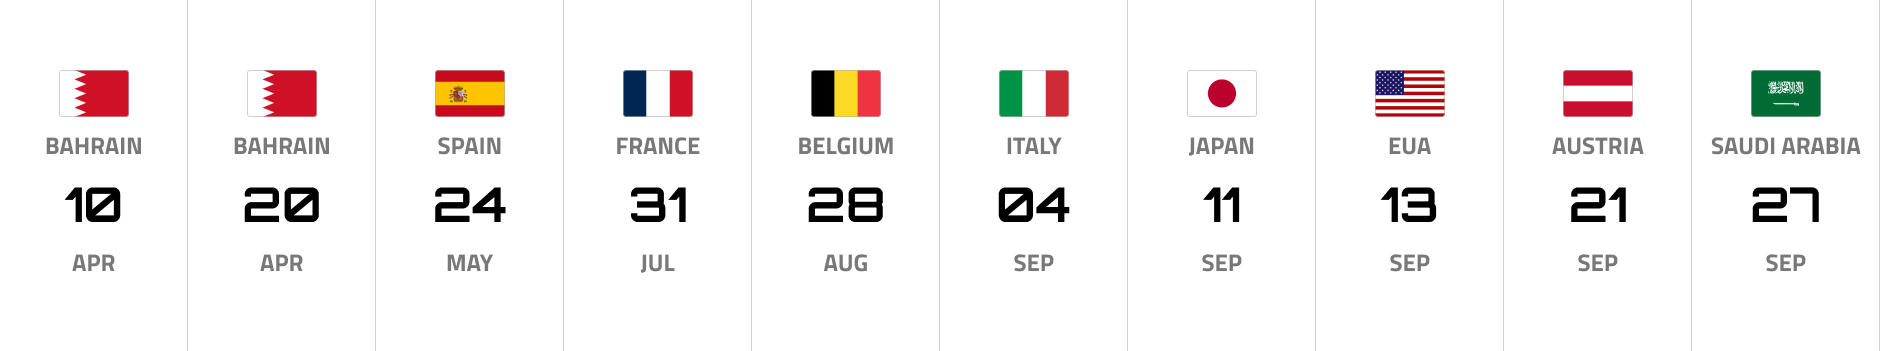 BAHRAIN
10
APR
BAHRAIN
20
APR
SPAIN
24
MAY
FRANCE
31
JUL
BELGIUM
28
AUG
ITALY
04
SEP
JAPAN
11
SEP
EUA
13
SEP
AUSTRIA
21
SEP
SAUDI ARABIA
27
SEP